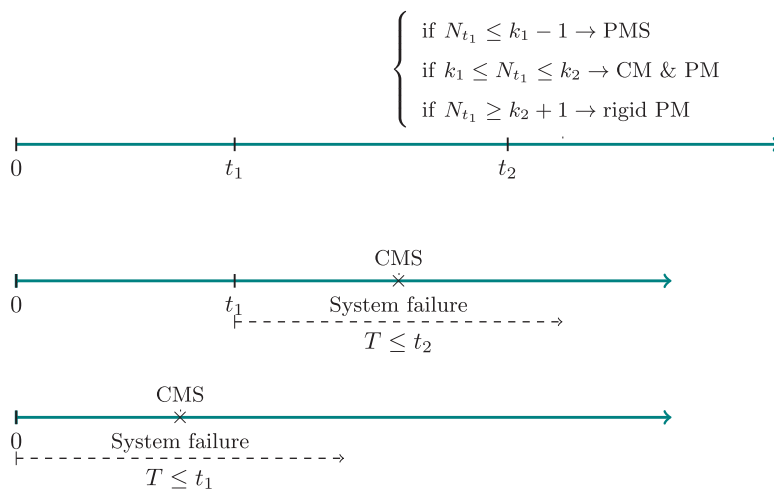 if N_{t_1} ≤ k_1 − 1 → PMS
if k_1 ≤ N_{t_1} ≤ k_2 → CM & PM
if N_{t_1} ≥ k_2 + 1 → rigid PM
0 t_1 t_2
CMS
0 t_1 System failure
T ≤ t_2
CMS
0 System failure
T ≤ t_1